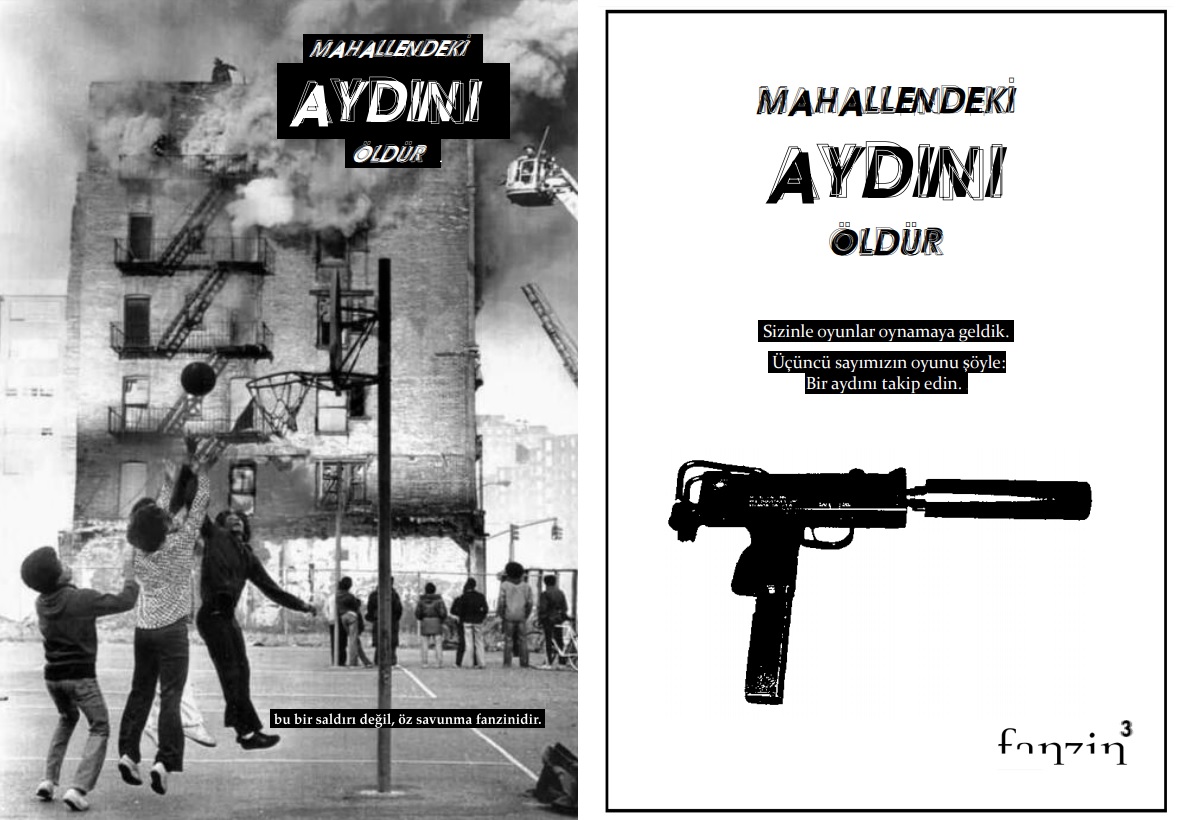 MAHALLENDEKİ
AYDINI
ÖLDÜR
bu bir saldırı değil, öz savunma fanzinidir.
MAHALLENDEKİ
AYDINI
ÖLDÜR
Sizinle oyunlar oynamaya geldik.
Üçüncü sayımızın oyunu şöyle:
Bir aydını takip edin.
fanzin 3